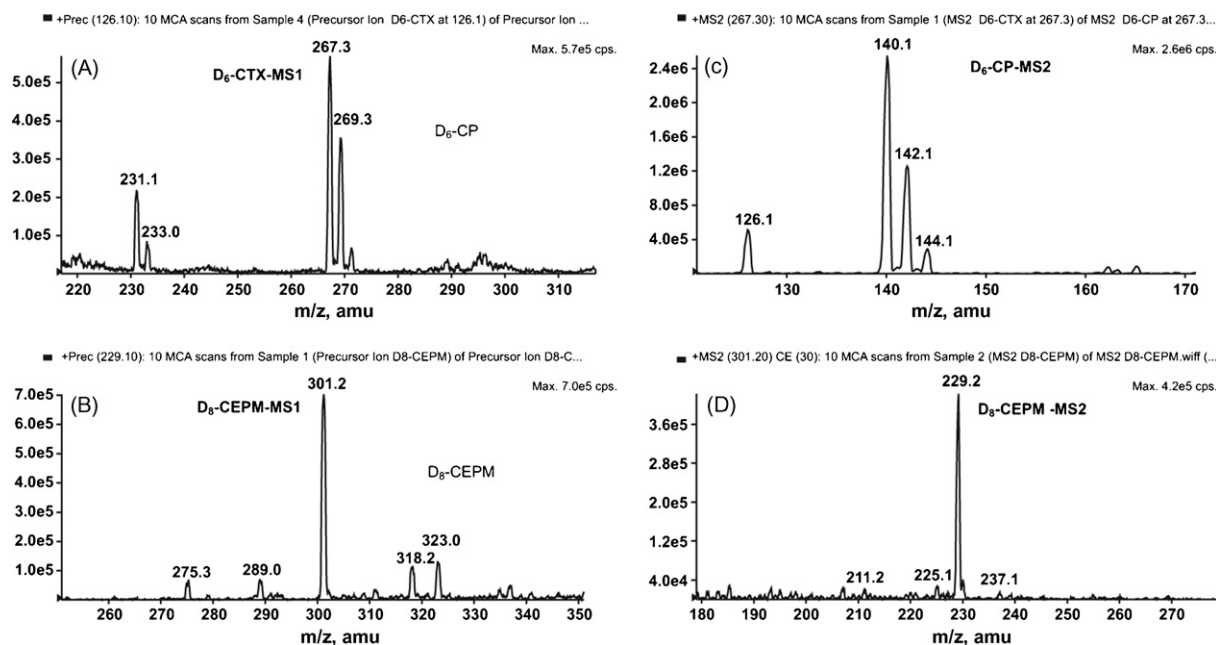 +Prec (126.10): 10 MCA scans from Sample 4 (Precursor Ion D6-CTX at 126.1) of Precursor Ion ...
Max. 5.7e5 cps.
(A)
D₆-CTX-MS1
D₆-CP
267.3
269.3
231.1
233.0
5.0e5
4.0e5
3.0e5
2.0e5
1.0e5
220 230 240 250 260 270 280 290 300 310
m/z, amu
+MS2 (267.30): 10 MCA scans from Sample 1 (MS2 D6-CTX at 267.3) of MS2 D6-CP at 267.3...
Max. 2.6e6 cps.
(c)
D₆-CP-MS2
140.1
142.1
144.1
126.1
2.4e6
2.0e6
1.6e6
1.2e6
8.0e5
4.0e5
130 140 150 160 170
m/z, amu
+Prec (229.10): 10 MCA scans from Sample 1 (Precursor Ion D8-CEPM) of Precursor Ion D8-C...
Max. 7.0e5 cps.
(B)
D₈-CEPM-MS1
D₈-CEPM
301.2
275.3
289.0
318.2
323.0
7.0e5
6.0e5
5.0e5
4.0e5
3.0e5
2.0e5
1.0e5
260 270 280 290 300 310 320 330 340 350
m/z, amu
+MS2 (301.20) CE (30): 10 MCA scans from Sample 2 (MS2 D8-CEPM) of MS2 D8-CEPM.wiff (...
Max. 4.2e5 cps.
(D)
D₈-CEPM -MS2
229.2
211.2
225.1
237.1
3.6e5
2.8e5
2.0e5
1.2e5
4.0e4
180 190 200 210 220 230 240 250 260 270
m/z, amu